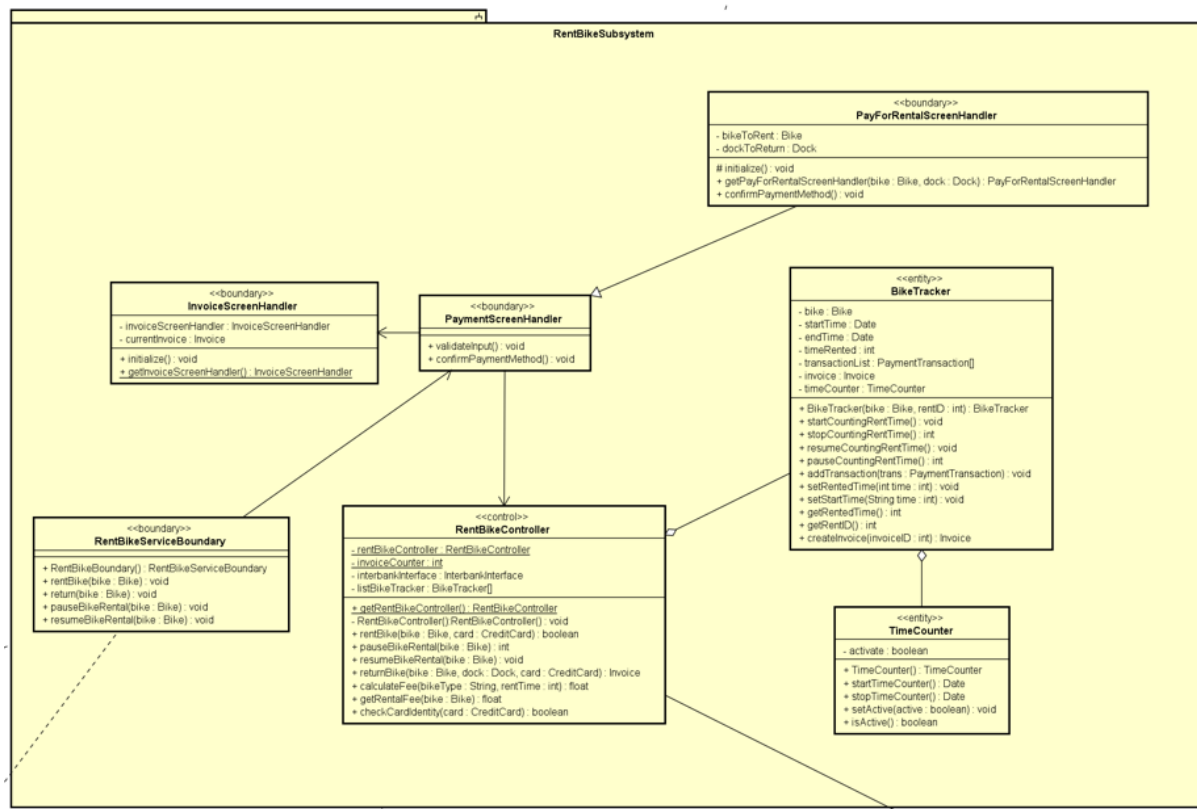 RentBikeSubsystem
<<boundary>>
PayForRentalScreenHandler
- bikeToRent : Bike
- dockToReturn : Dock
# initialize() : void
+ getPayForRentalScreenHandler(bike : Bike, dock : Dock) : PayForRentalScreenHandler
+ confirmPaymentMethod() : void
<<boundary>>
InvoiceScreenHandler
- invoiceScreenHandler : InvoiceScreenHandler
- currentInvoice : Invoice
+ initialize() : void
+ getInvoiceScreenHandler() : InvoiceScreenHandler
<<boundary>>
PaymentScreenHandler
+ validateInput() : void
+ confirmPaymentMethod() : void
<<entity>>
BikeTracker
- bike : Bike
- startTime : Date
- endTime : Date
- timeRented : int
- transactionList : PaymentTransaction[]
- invoice : Invoice
- timeCounter : TimeCounter
+ BikeTracker(bike : Bike, rentID : int) : BikeTracker
+ startCountingRentTime() : void
+ stopCountingRentTime() : int
+ resumeCountingRentTime() : void
+ pauseCountingRentTime() : int
+ addTransaction(trans : PaymentTransaction) : void
+ setRentedTime(int time : int) : void
+ setStartTime(String time : int) : void
+ getRentedTime() : int
+ getRentID() : int
+ createInvoice(invoiceID : int) : Invoice
<<boundary>>
RentBikeServiceBoundary
+ RentBikeBoundary() : RentBikeServiceBoundary
+ rentBike(bike : Bike) : void
+ return(bike : Bike) : void
+ pauseBikeRental(bike : Bike) : void
+ resumeBikeRental(bike : Bike) : void
<<control>>
RentBikeController
- rentBikeController : RentBikeController
- invoiceCounter : int
- interbankInterface : InterbankInterface
- listBikeTracker : BikeTracker[]
+ getRentBikeController() : RentBikeController
- RentBikeController():RentBikeController() : void
+ rentBike(bike : Bike, card : CreditCard) : boolean
+ pauseBikeRental(bike : Bike) : int
+ resumeBikeRental(bike : Bike) : void
+ returnBike(bike : Bike, dock : Dock, card : CreditCard) : Invoice
+ calculateFee(bikeType : String, rentTime : int) : float
+ getRentalFee(bike : Bike) : float
+ checkCardIdentity(card : CreditCard) : boolean
<<entity>>
TimeCounter
- activate : boolean
+ TimeCounter() : TimeCounter
+ startTimeCounter() : Date
+ stopTimeCounter() : Date
+ setActive(active : boolean) : void
+ isActive() : boolean